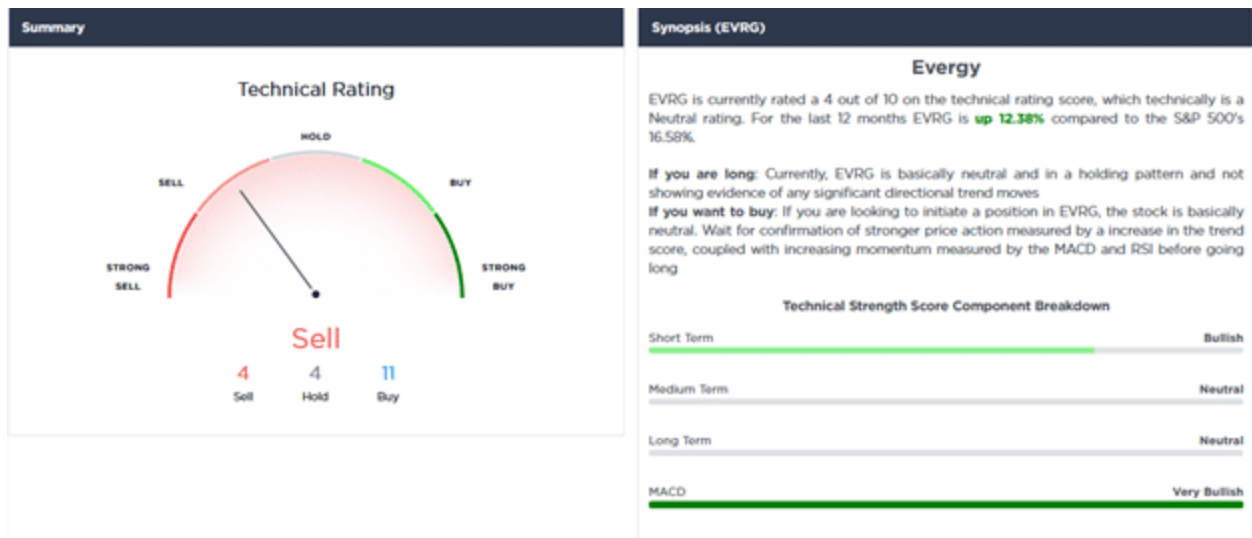 Summary
Technical Rating
HOLD
SELL
BUY
STRONG
SELL
STRONG
BUY
Sell
4
4
11
Sell
Hold
Buy
Synopsis (EVRG)
Evergy
EVRG is currently rated a 4 out of 10 on the technical rating score, which technically is a
Neutral rating. For the last 12 months EVRG is up 12.38% compared to the S&P 500's
16.58%.
If you are long: Currently, EVRG is basically neutral and in a holding pattern and not
showing evidence of any significant directional trend moves
If you want to buy: If you are looking to initiate a position in EVRG, the stock is basically
neutral. Wait for confirmation of stronger price action measured by a increase in the trend
score, coupled with increasing momentum measured by the MACD and RSI before going
long
Technical Strength Score Component Breakdown
Short Term Bullish
Medium Term Neutral
Long Term Neutral
MACD Very Bullish